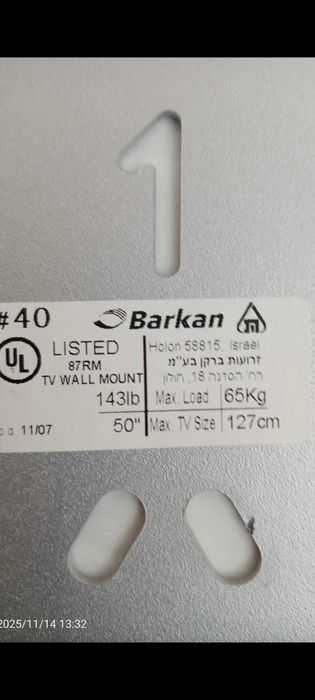 1
#40 Barkan
UL LISTED
87RM
TV WALL MOUNT
Holon 58815, Israel
זרועות ברקן בע"מ
רח' הסדנה 18, חולון
143lb Max. Load 65Kg
50" Max. TV Size 127cm
p.d. 11/07
2025/11/14 13:32